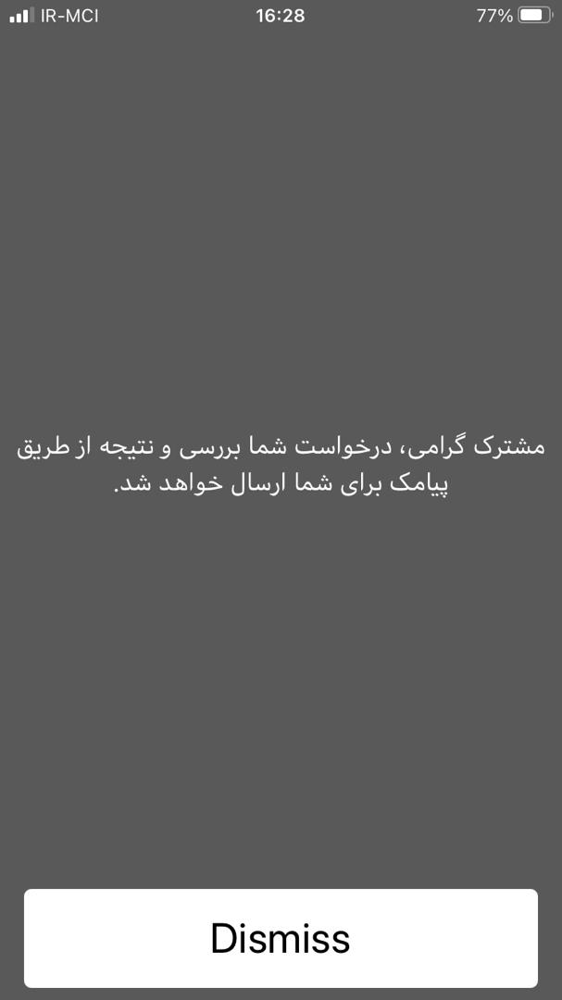 IR-MCI 16:28 77%
مشترک گرامی، درخواست شما بررسی و نتیجه از طریق
پیامک برای شما ارسال خواهد شد.
Dismiss